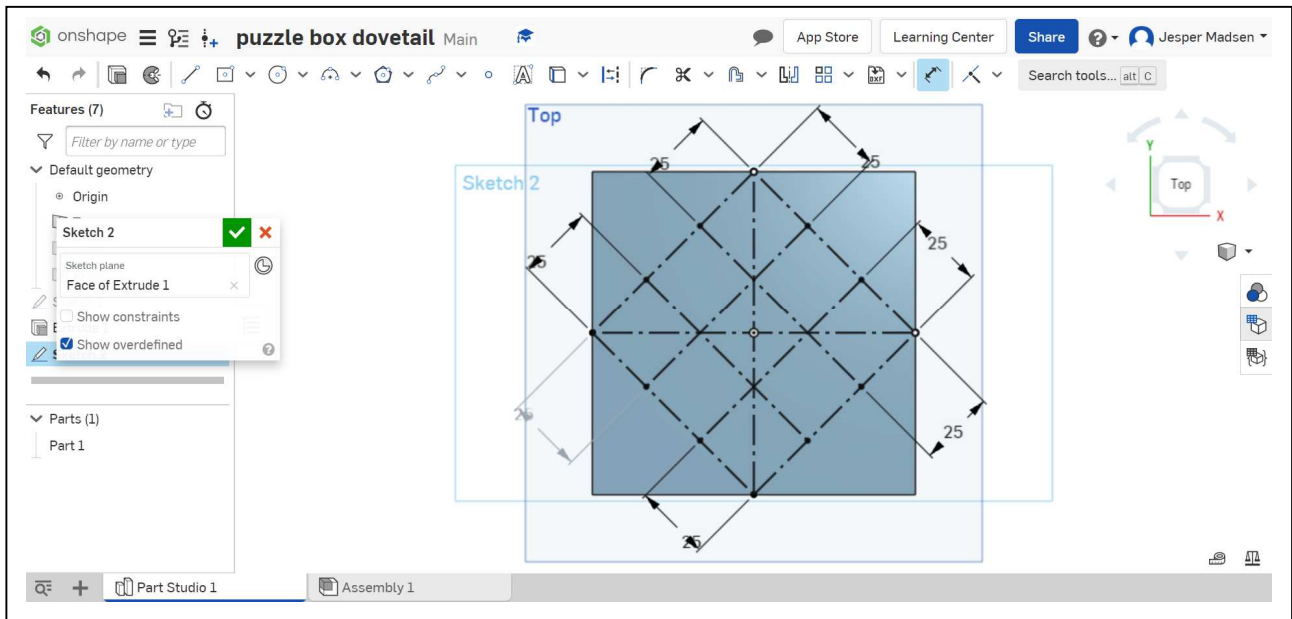 onshape puzzle box dovetail Main App Store Learning Center Share Jesper Madsen
Search tools... alt C
Features (7)
Filter by name or type
Default geometry
Origin
Sketch 2
Sketch plane
Face of Extrude 1
Show constraints
Show overdefined
Parts (1)
Part 1
Top
Sketch 2
25
25
25
25
25
25
25
Y
Top
X
Part Studio 1
Assembly 1